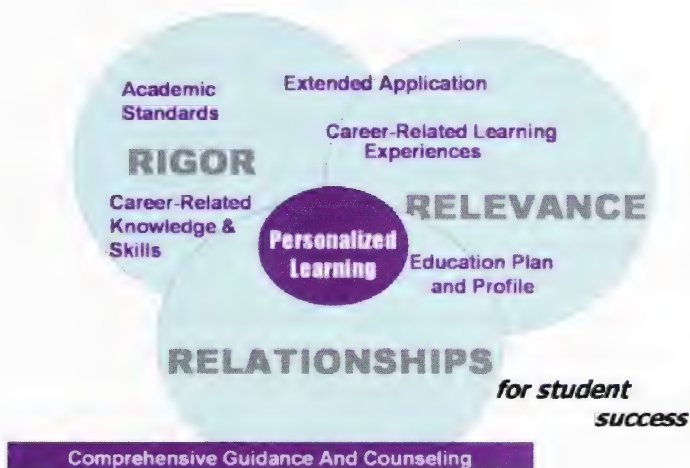 Academic
Standards
Extended Application
Career-Related Learning
Experiences
RIGOR
Career-Related
Knowledge &
Skills
RELEVANCE
Personalized
Learning
Education Plan
and Profile
RELATIONSHIPS
for student
success
Comprehensive Guidance And Counseling